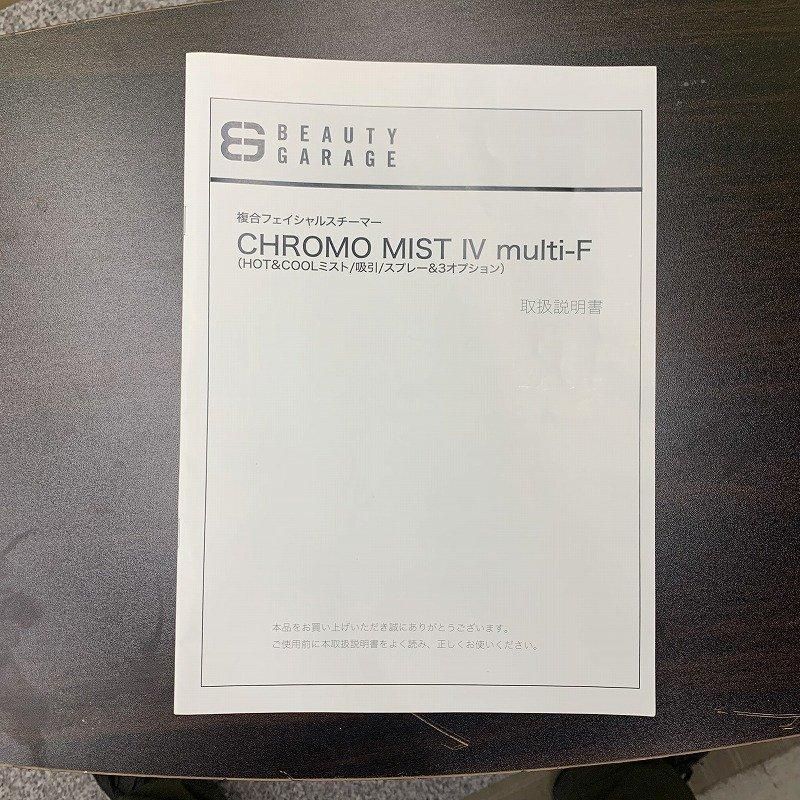 BEAUTY
GARAGE
複合フェイシャルスチーマー
CHROMO MIST IV multi-F
（HOT&COOLミスト/吸引/スプレー&3オプション）
取扱説明書
本品をお買い上げいただき誠にありがとうございます。
ご使用前に本取扱説明書をよく読み、正しくお使いください。